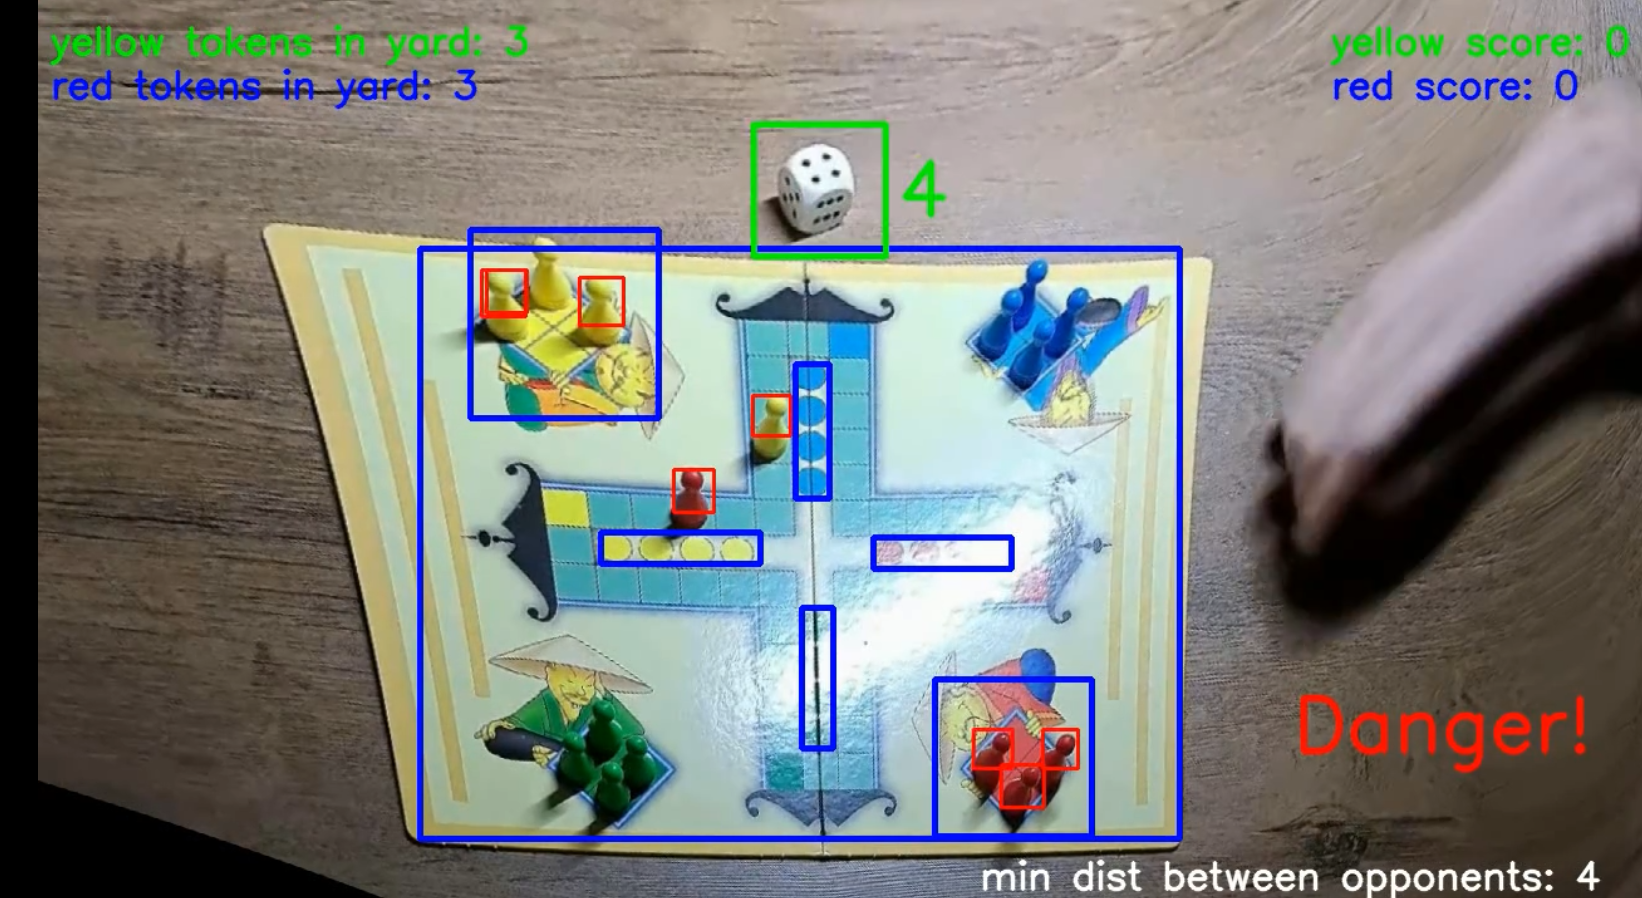 yellow tokens in yard: 3
red tokens in yard: 3
yellow score: 0
red score: 0
4
Danger!
min dist between opponents: 4